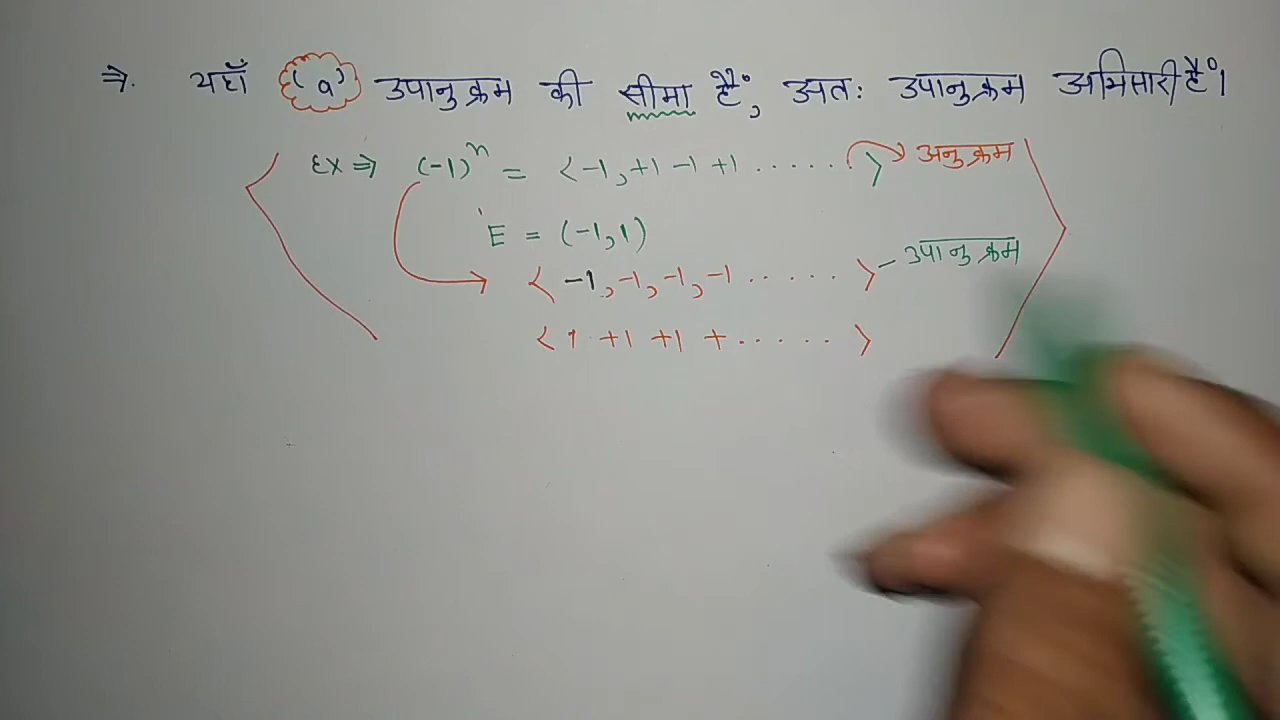 ⇒. यहाँ (a) उपानुक्रम की सीमा हैं, अतः उपानुक्रम अभिसारी हैं।
Ex ⇒ (-1)^n = < -1, +1 -1 +1 ...... > अनुक्रम
E = (-1, 1)
< -1, -1, -1, -1 ...... > - उपानुक्रम
< 1 +1 +1 + ...... >